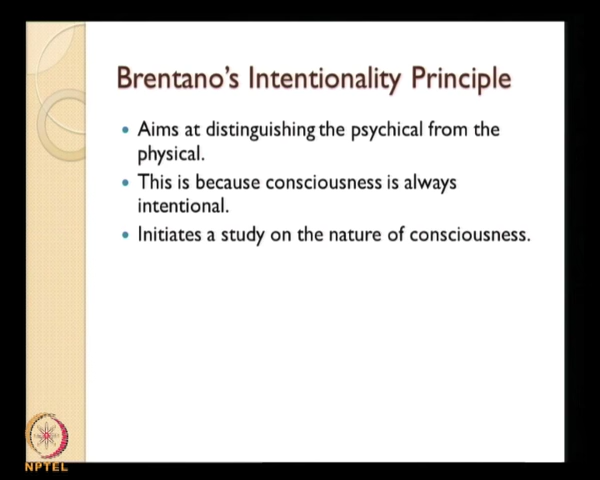 Brentano's Intentionality Principle
• Aims at distinguishing the psychical from the
physical.
• This is because consciousness is always
intentional.
• Initiates a study on the nature of consciousness.
NPTEL